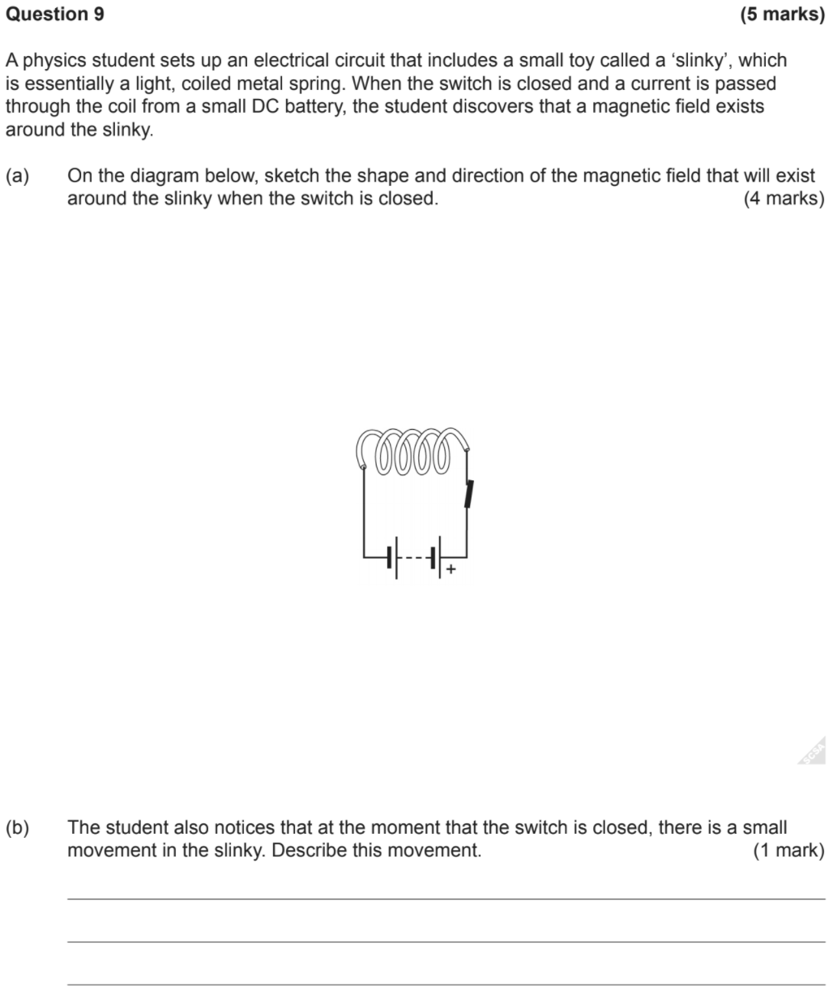 Question 9 (5 marks)
A physics student sets up an electrical circuit that includes a small toy called a ‘slinky’, which
is essentially a light, coiled metal spring. When the switch is closed and a current is passed
through the coil from a small DC battery, the student discovers that a magnetic field exists
around the slinky.
(a) On the diagram below, sketch the shape and direction of the magnetic field that will exist
around the slinky when the switch is closed. (4 marks)
+
SCSA
(b) The student also notices that at the moment that the switch is closed, there is a small
movement in the slinky. Describe this movement. (1 mark)